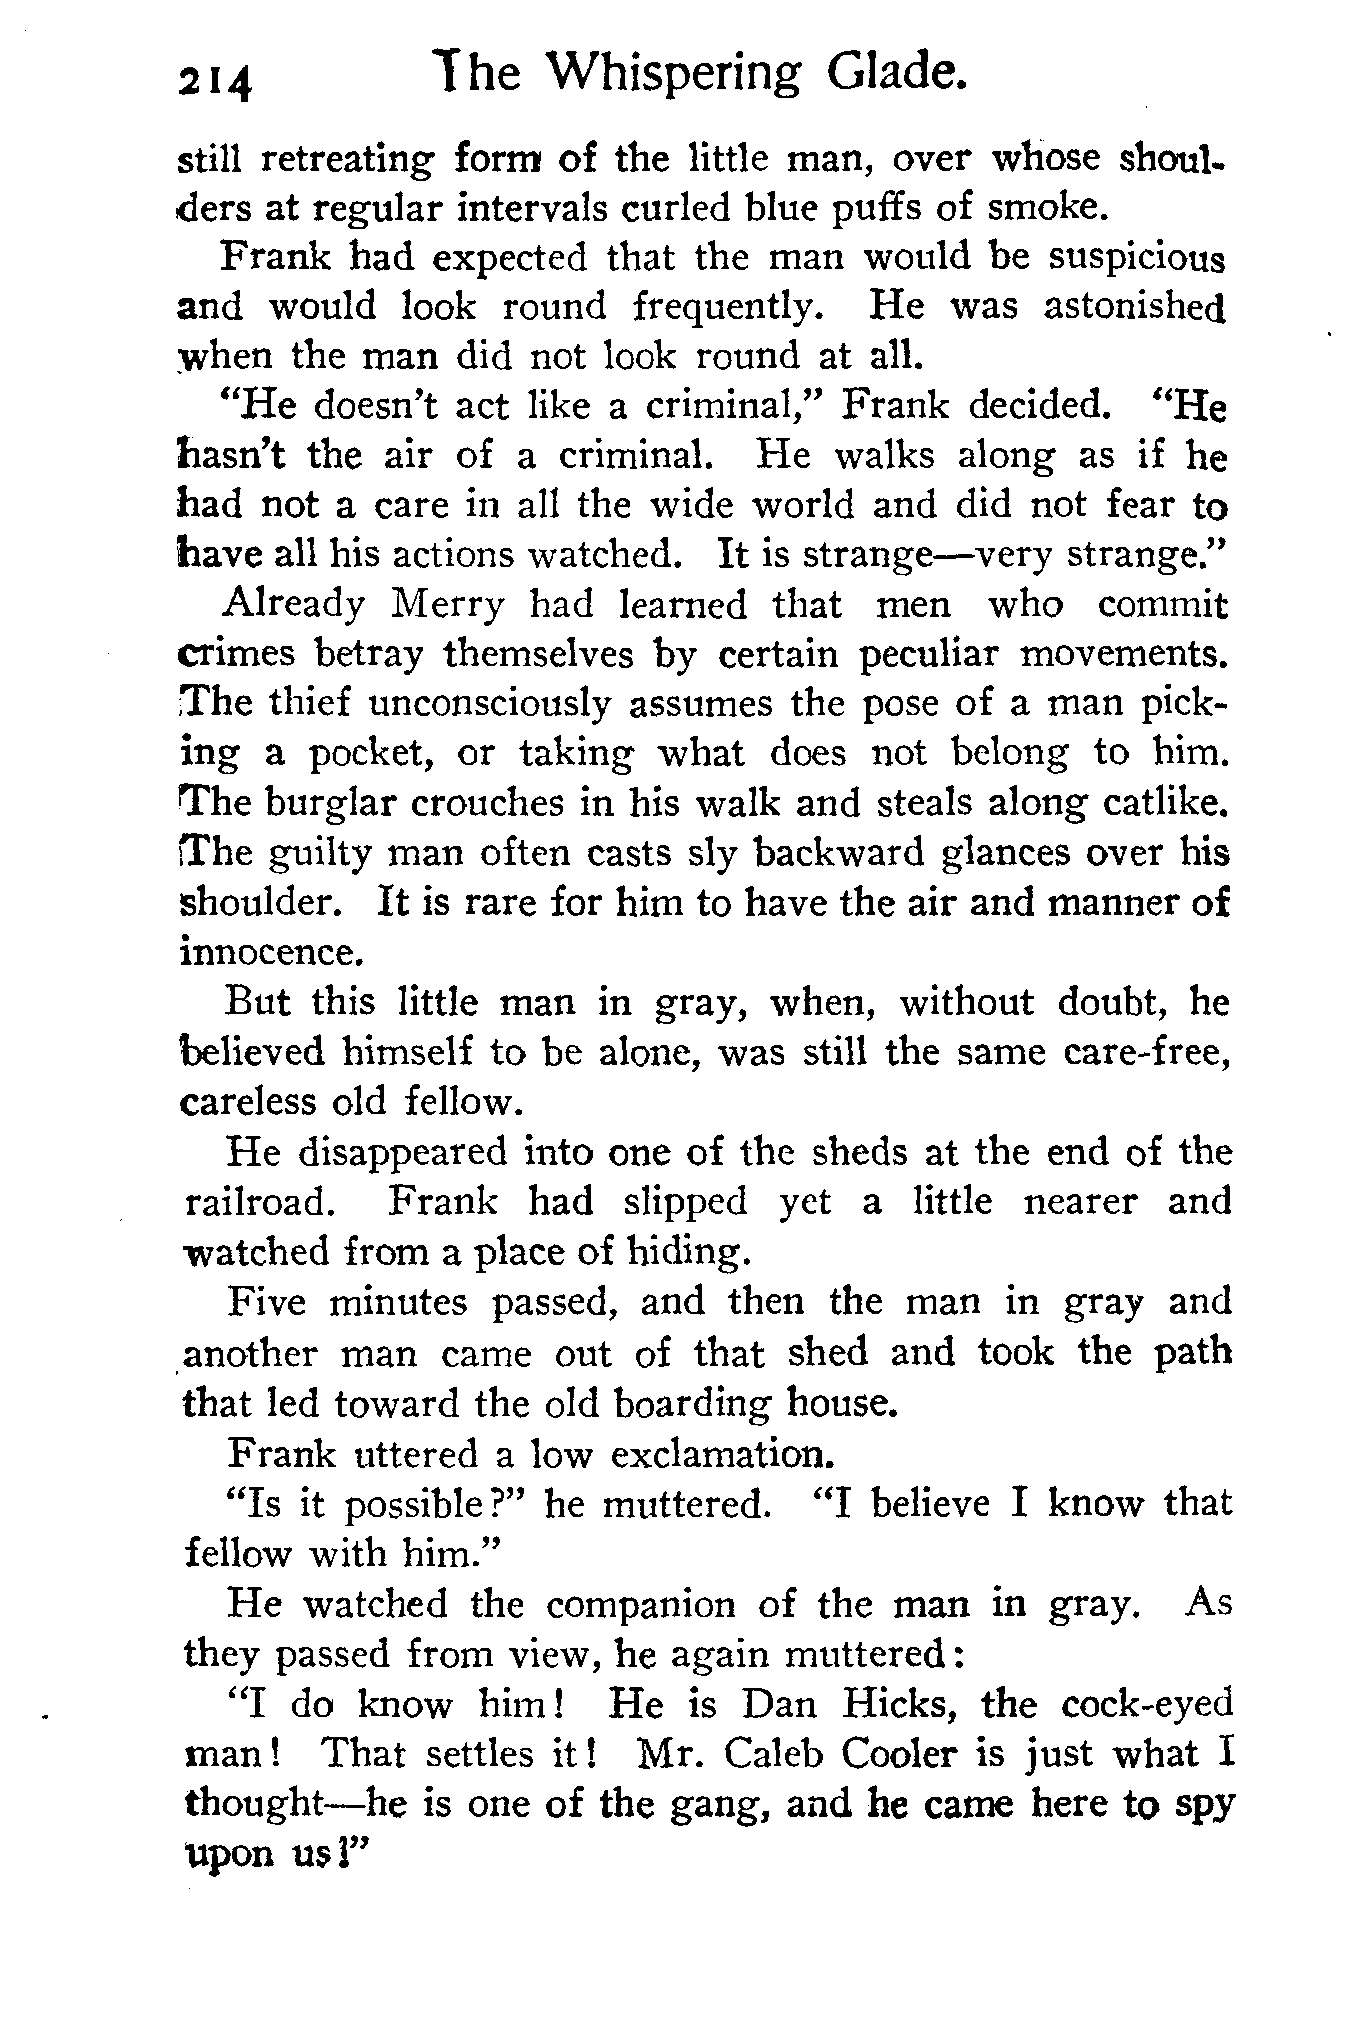 214 The Whispering Glade.
still retreating form of the little man, over whose shoul-
ders at regular intervals curled blue puffs of smoke.
Frank had expected that the man would be suspicious
and would look round frequently. He was astonished
when the man did not look round at all.
“He doesn’t act like a criminal,” Frank decided. “He
hasn’t the air of a criminal. He walks along as if he
had not a care in all the wide world and did not fear to
have all his actions watched. It is strange—very strange.”
Already Merry had learned that men who commit
crimes betray themselves by certain peculiar movements.
The thief unconsciously assumes the pose of a man pick-
ing a pocket, or taking what does not belong to him.
The burglar crouches in his walk and steals along catlike.
The guilty man often casts sly backward glances over his
shoulder. It is rare for him to have the air and manner of
innocence.
But this little man in gray, when, without doubt, he
believed himself to be alone, was still the same care-free,
careless old fellow.
He disappeared into one of the sheds at the end of the
railroad. Frank had slipped yet a little nearer and
watched from a place of hiding.
Five minutes passed, and then the man in gray and
another man came out of that shed and took the path
that led toward the old boarding house.
Frank uttered a low exclamation.
“Is it possible?” he muttered. “I believe I know that
fellow with him.”
He watched the companion of the man in gray. As
they passed from view, he again muttered:
“I do know him! He is Dan Hicks, the cock-eyed
man! That settles it! Mr. Caleb Cooler is just what I
thought—he is one of the gang, and he came here to spy
upon us!”